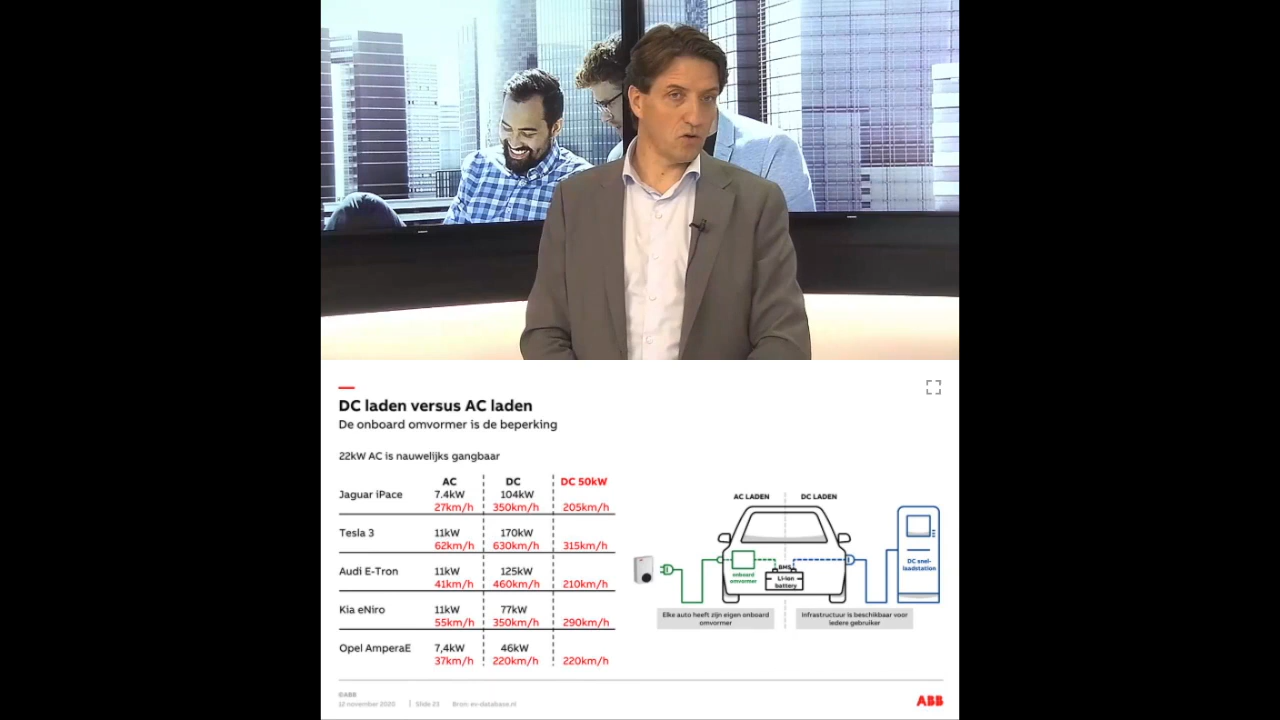 DC laden versus AC laden
De onboard omvormer is de beperking
22kW AC is nauwelijks gangbaar
AC DC DC 50kW
Jaguar iPace 7.4kW 104kW
27km/h 350km/h 205km/h
Tesla 3 11kW 170kW
62km/h 630km/h 315km/h
Audi E-Tron 11kW 125kW
41km/h 460km/h 210km/h
Kia eNiro 11kW 77kW
55km/h 350km/h 290km/h
Opel AmperaE 7,4kW 46kW
37km/h 220km/h 220km/h
AC LADEN DC LADEN
onboard
omvormer
BMS
Li-ion
battery
DC snel-
laadstation
Elke auto heeft zijn eigen onboard
omvormer
Infrastructuur is beschikbaar voor
iedere gebruiker
©ABB
12 november 2020 | Slide 23 Bron: ev-database.nl
ABB